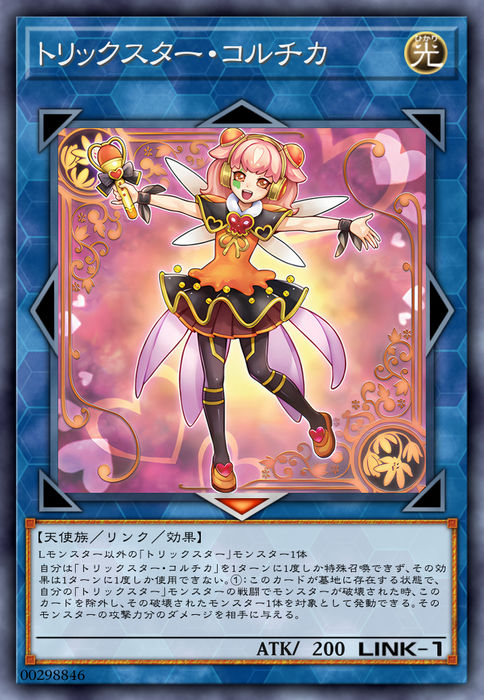 トリックスター・コルチカ
ひかり
光
【天使族/リンク/効果】
Lモンスター以外の「トリックスター」モンスター1体
自分は「トリックスター・コルチカ」を1ターンに1度しか特殊召喚できず、その効
果は1ターンに1度しか使用できない。①:このカードが墓地に存在する状態で、
自分の「トリックスター」モンスターの戦闘でモンスターが破壊された時、この
カードを除外し、その破壊されたモンスター1体を対象として発動できる。その
モンスターの攻撃力分のダメージを相手に与える。
ATK/ 200 LINK-1
00298846